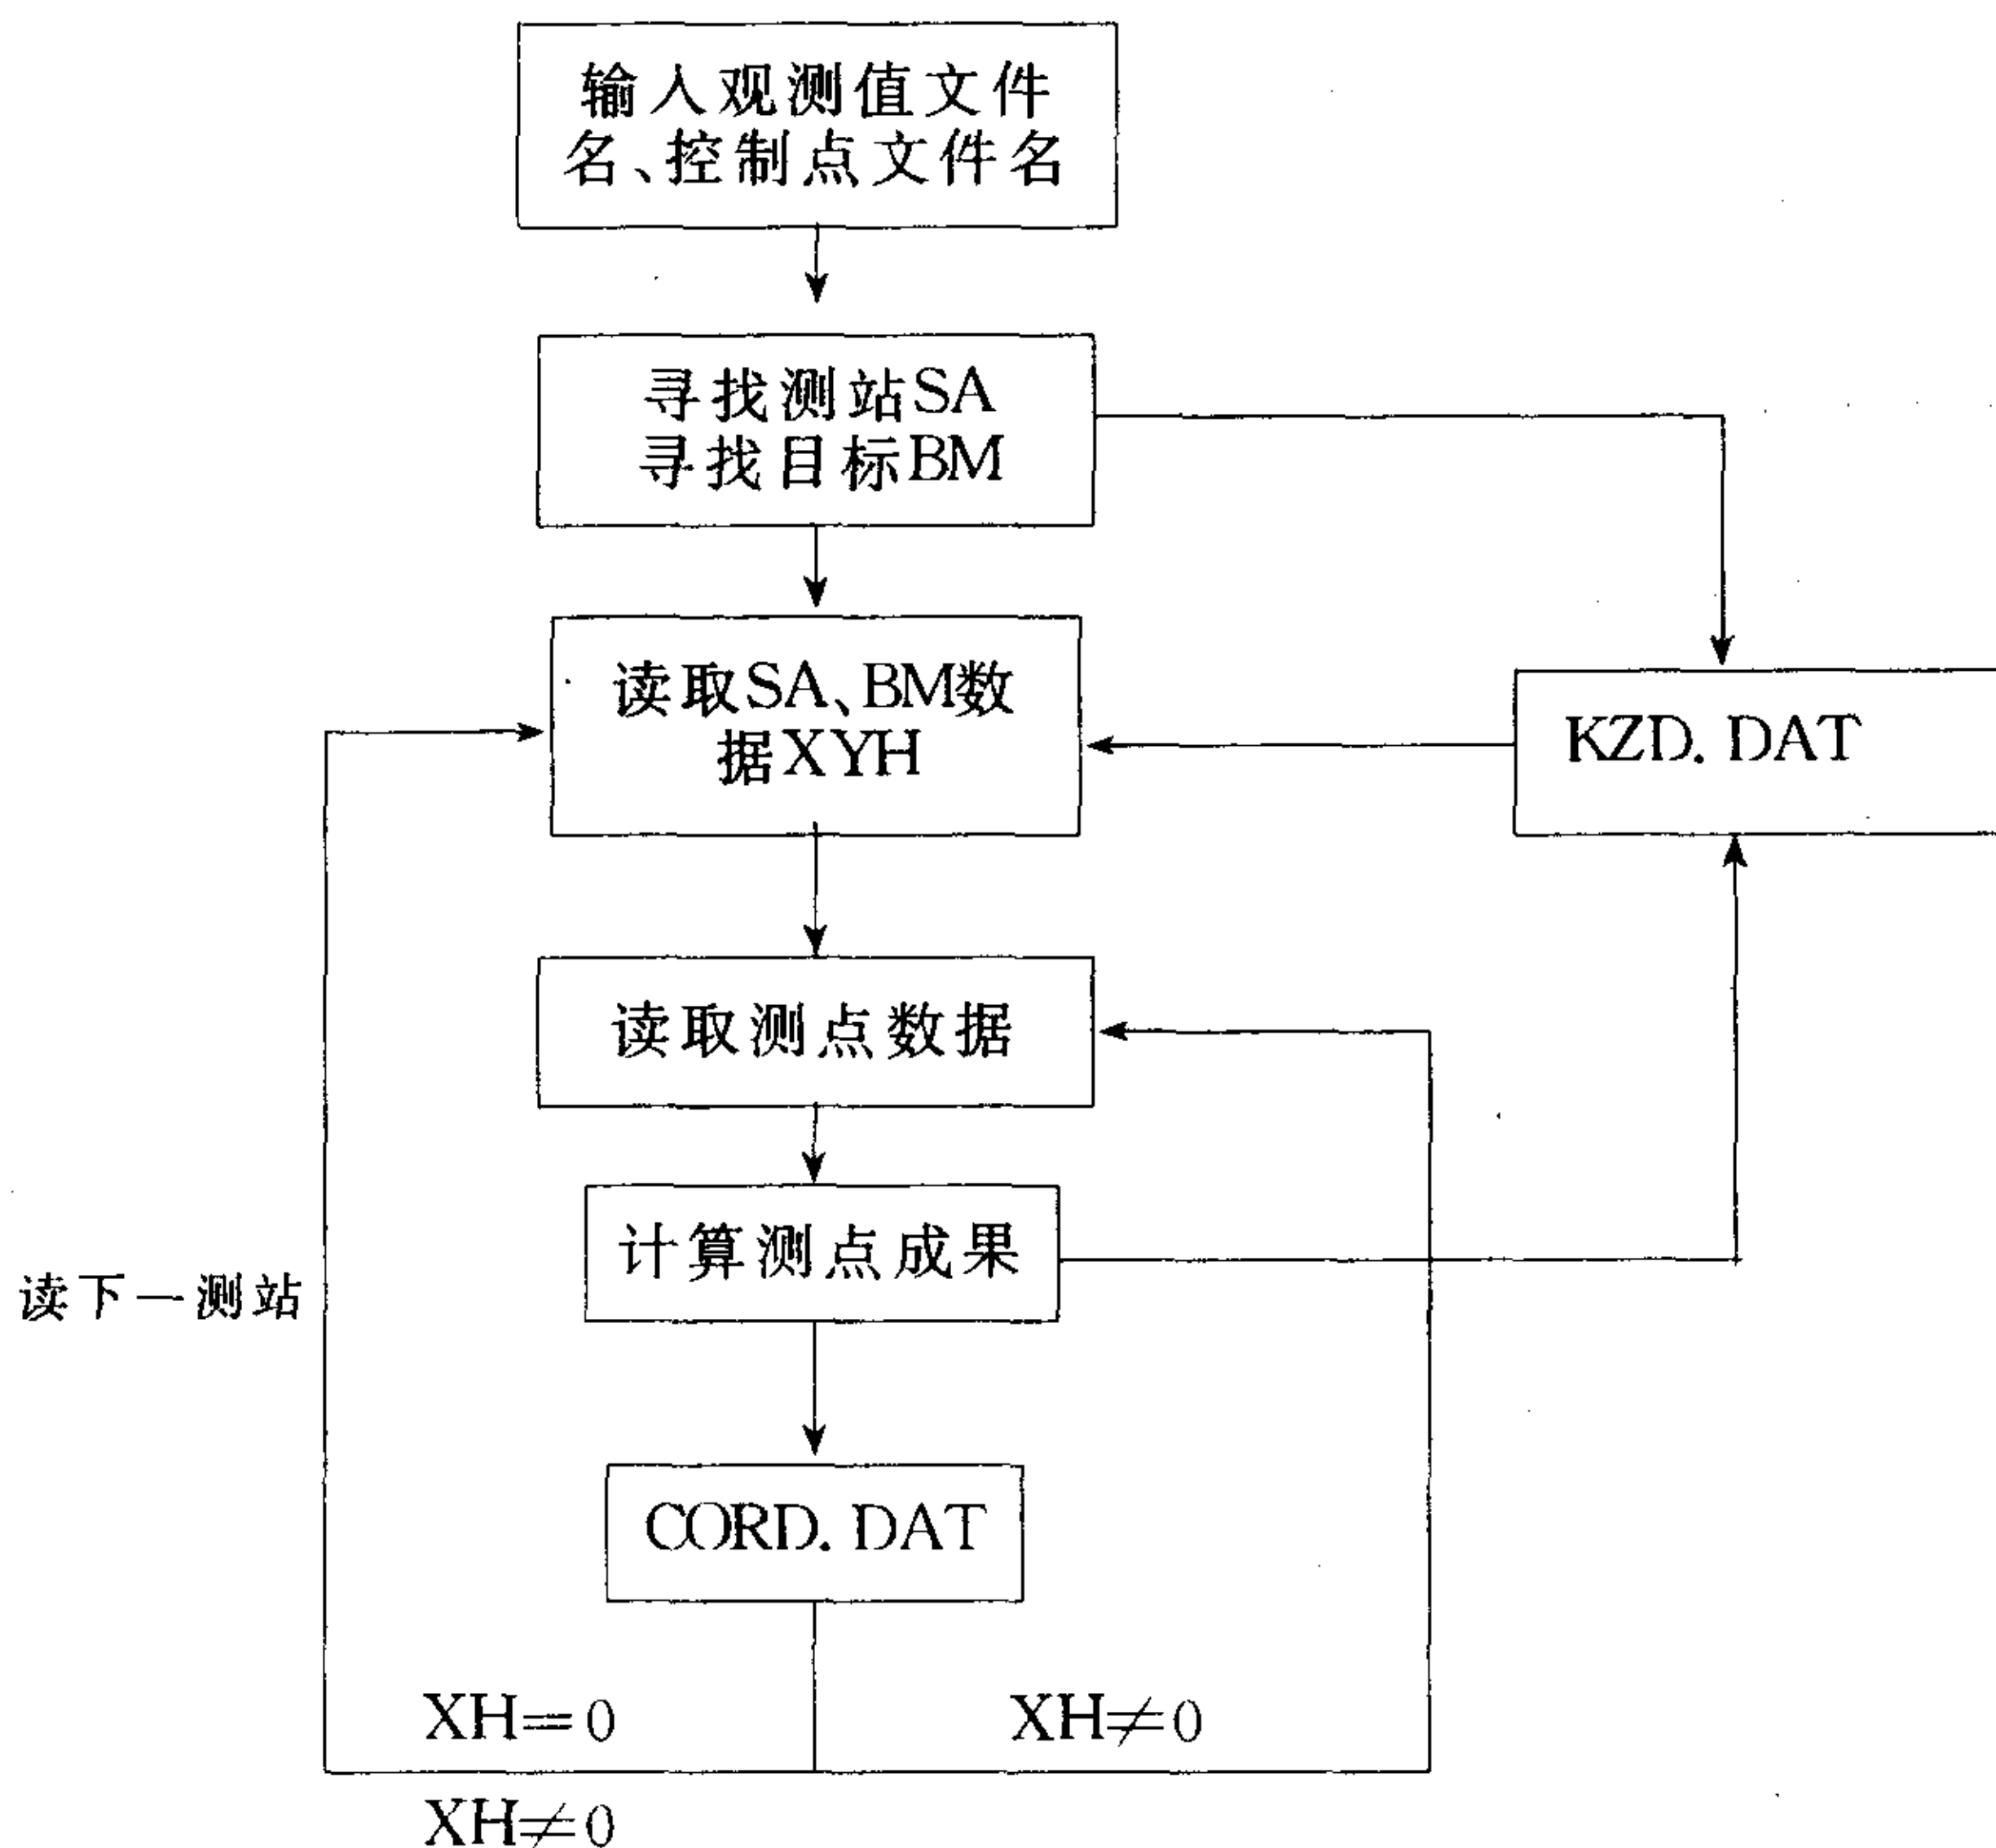 输入观测值文件
名、控制点文件名
寻找测站SA
寻找目标BM
读取SA、BM数
据XYH
KZD.DAT
读取测点数据
计算测点成果
读下一测站
CORD.DAT
XH=0
XH≠0
XH≠0